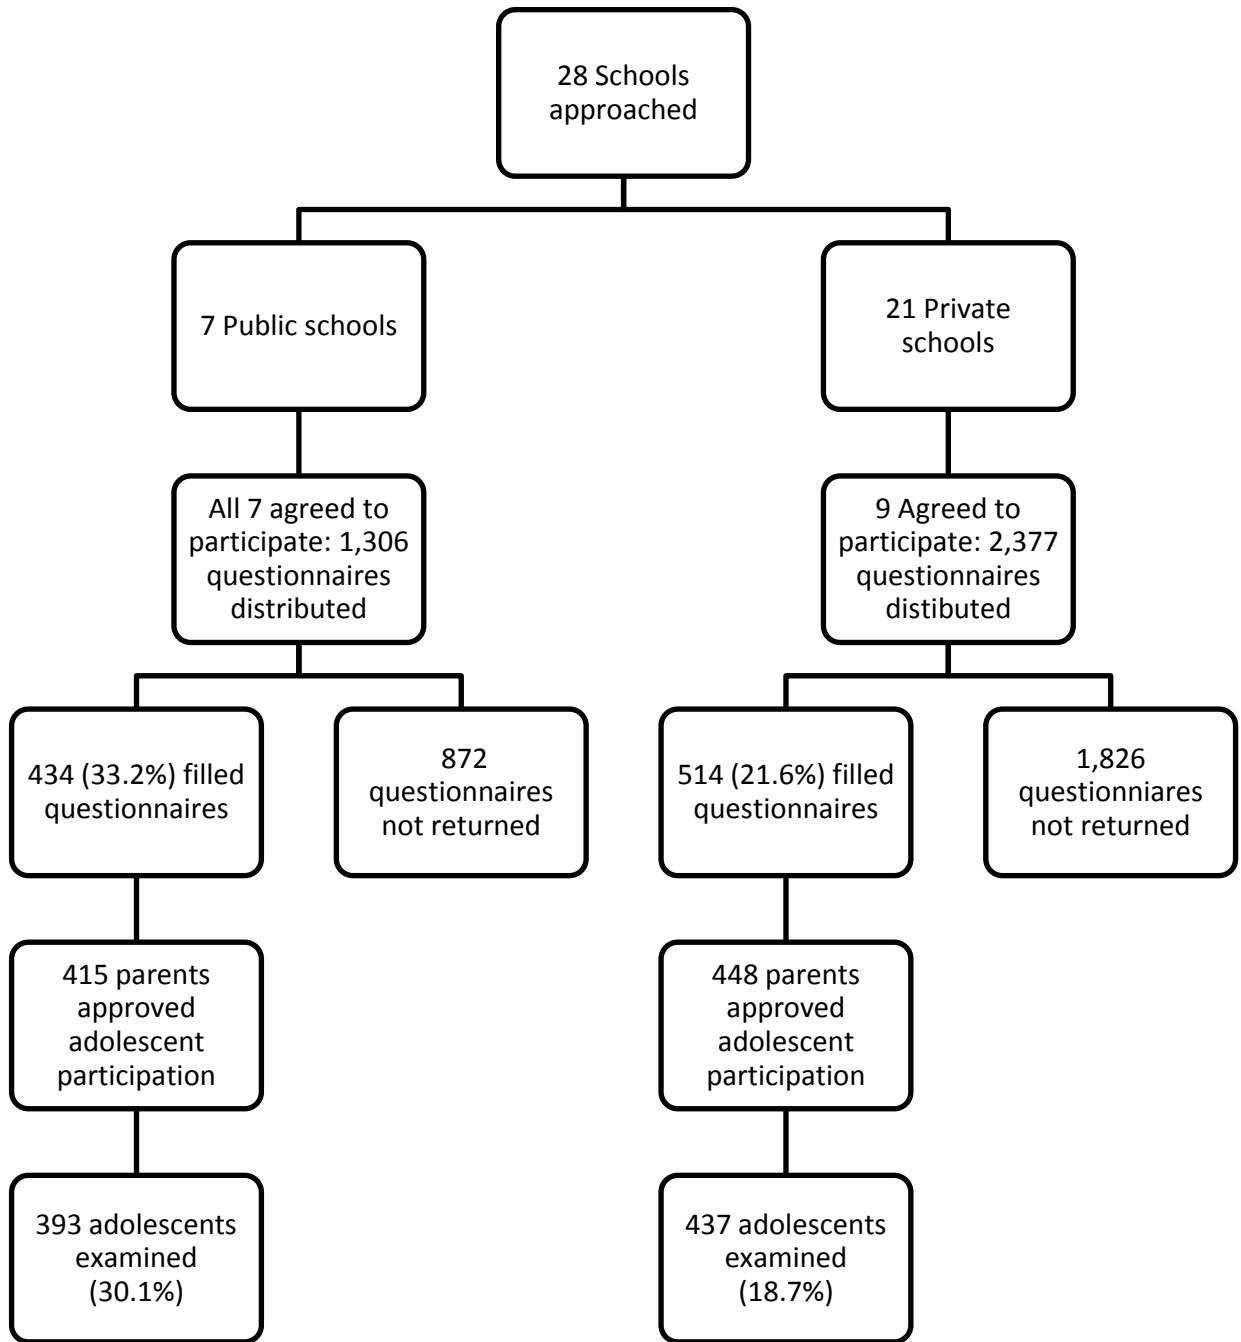 28 Schools
approached
7 Public schools
21 Private
schools
All 7 agreed to
participate: 1,306
questionnaires
distributed
9 Agreed to
participate: 2,377
questionnaires
distibuted
434 (33.2%) filled
questionnaires
872
questionnaires
not returned
514 (21.6%) filled
questionnaires
1,826
questionniares
not returned
415 parents
approved
adolescent
participation
448 parents
approved
adolescent
participation
393 adolescents
examined
(30.1%)
437 adolescents
examined
(18.7%)